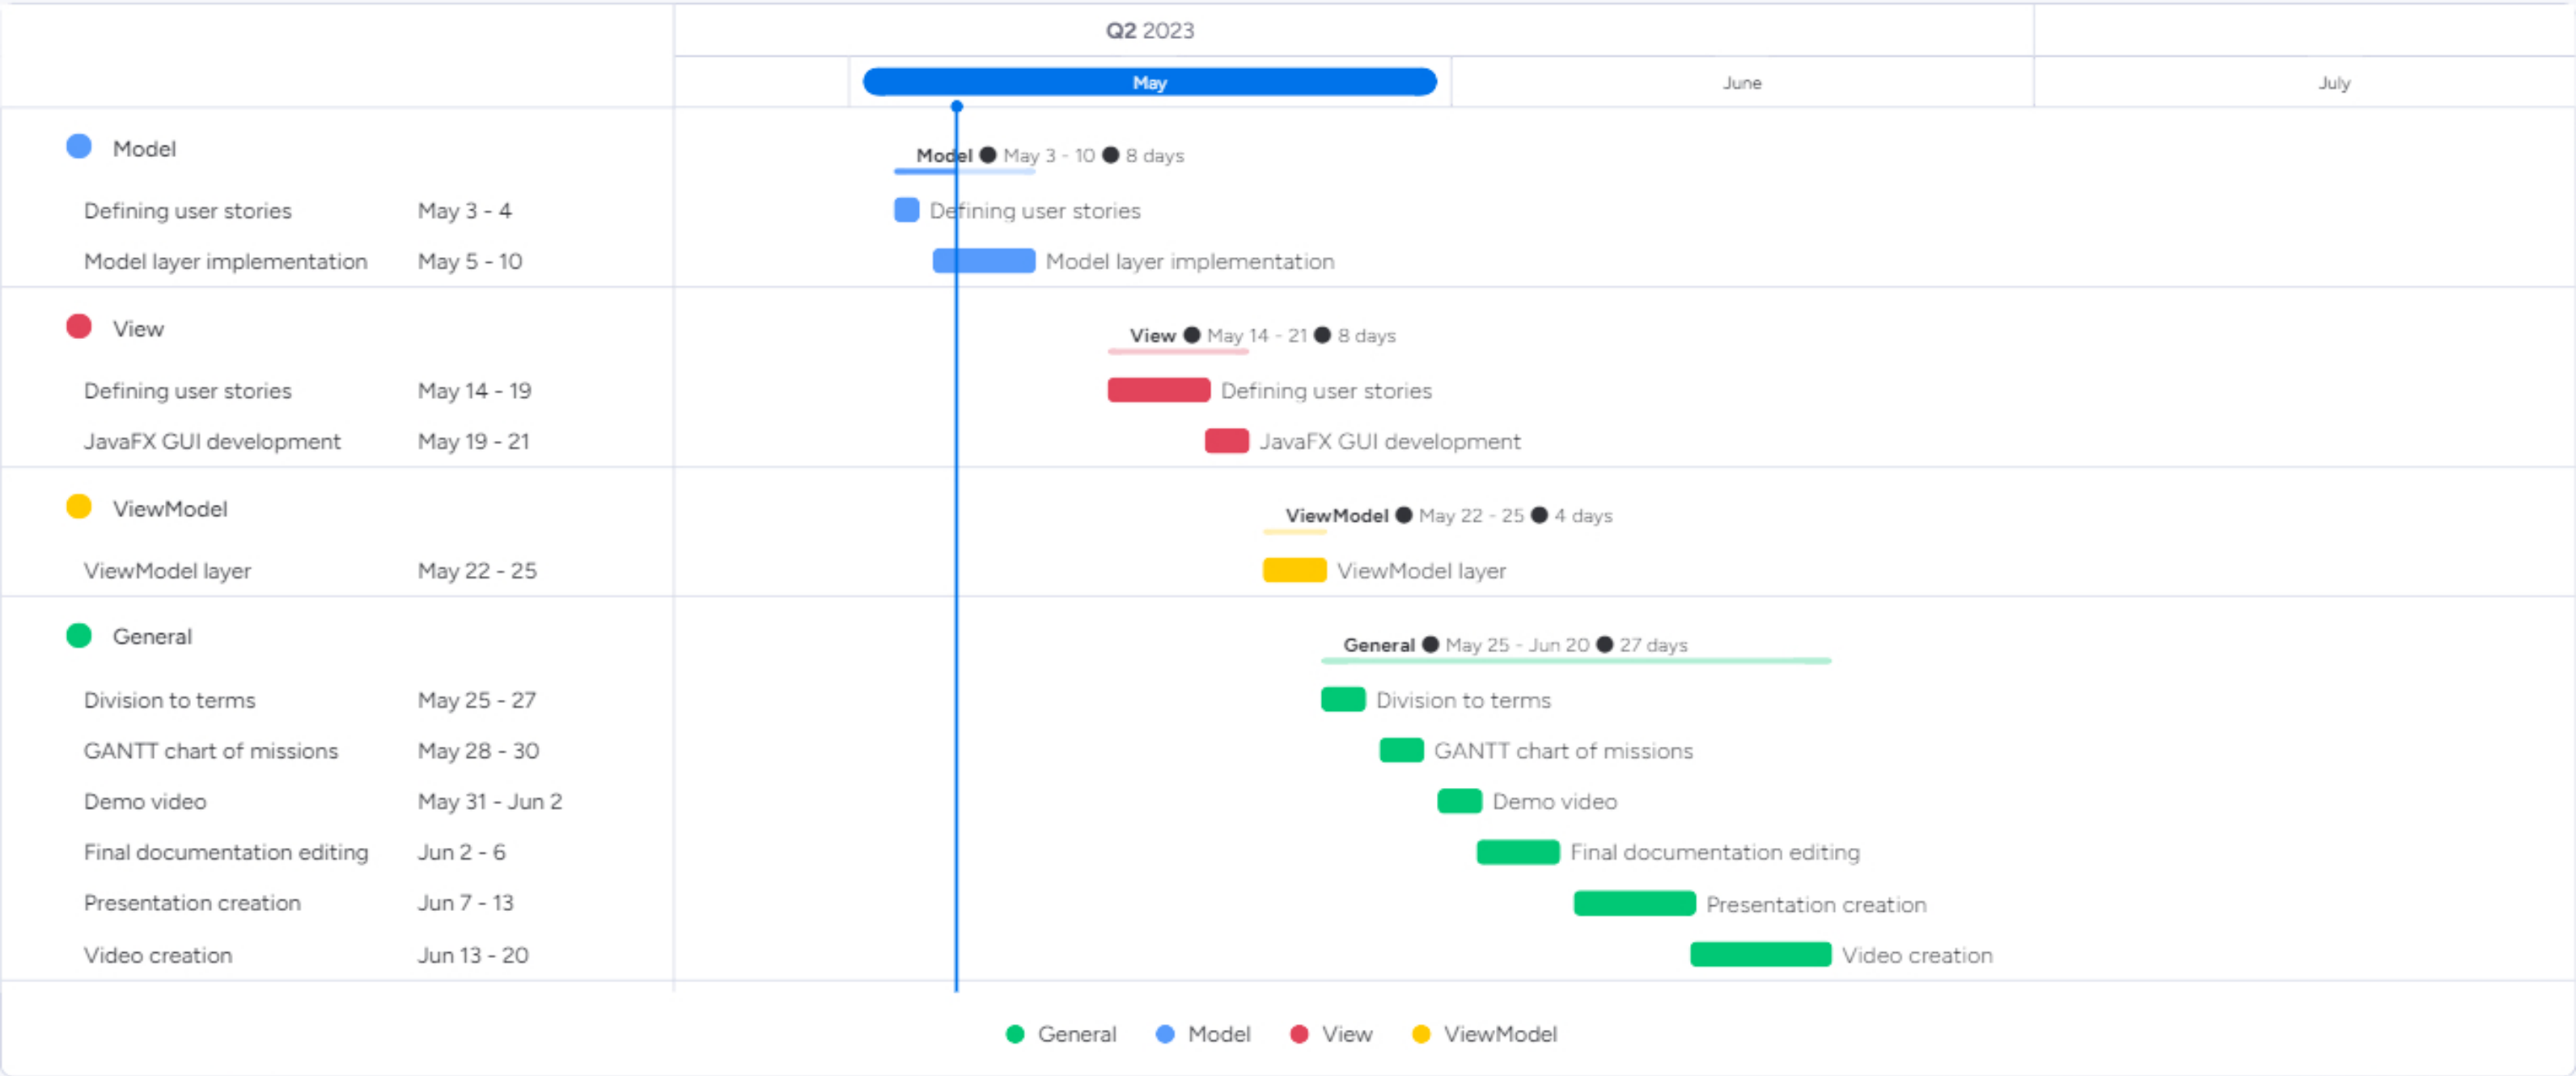 Q2 2023
May June July
Model
Model ● May 3 - 10 ● 8 days
Defining user stories May 3 - 4 Defining user stories
Model layer implementation May 5 - 10 Model layer implementation
View
View ● May 14 - 21 ● 8 days
Defining user stories May 14 - 19 Defining user stories
JavaFX GUI development May 19 - 21 JavaFX GUI development
ViewModel
ViewModel ● May 22 - 25 ● 4 days
ViewModel layer May 22 - 25 ViewModel layer
General
General ● May 25 - Jun 20 ● 27 days
Division to terms May 25 - 27 Division to terms
GANTT chart of missions May 28 - 30 GANTT chart of missions
Demo video May 31 - Jun 2 Demo video
Final documentation editing Jun 2 - 6 Final documentation editing
Presentation creation Jun 7 - 13 Presentation creation
Video creation Jun 13 - 20 Video creation
General Model View ViewModel